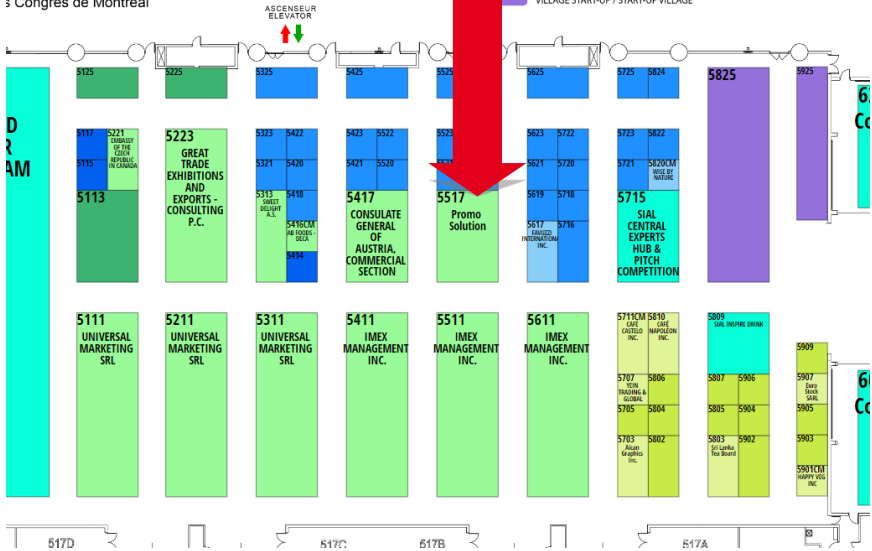 s Congrès de Montréal
VILLAGE START-UP / START-UP VILLAGE
ASCENSEUR
ELEVATOR
5125
5225
5325
5425
5525
5625
5725
5824
5825
5925
AM
5117
5221
EMBASSY
OF THE
CZECH
REPUBLIC
IN CANADA
5115
5113
5223
GREAT
TRADE
EXHIBITIONS
AND
EXPORTS -
CONSULTING
P.C.
5323
5422
5321
5420
5313
SWEET
DELIGHT
A.S.
5418
5416CM
AB FOODS -
DECA
5414
5423
5522
5421
5520
5417
CONSULATE
GENERAL
OF
AUSTRIA,
COMMERCIAL
SECTION
5523
5517
Promo
Solution
5623
5722
5621
5720
5619
5718
5617
FAVUZZI
INTERNATIONAL
INC.
5716
5723
5822
5721
5820CM
WISE BY
NATURE
5715
SIAL
CENTRAL
EXPERTS
HUB &
PITCH
COMPETITION
5111
UNIVERSAL
MARKETING
SRL
5211
UNIVERSAL
MARKETING
SRL
5311
UNIVERSAL
MARKETING
SRL
5411
IMEX
MANAGEMENT
INC.
5511
IMEX
MANAGEMENT
INC.
5611
IMEX
MANAGEMENT
INC.
5711CM
CAFÉ
CASTELO
INC.
5810
CAFÉ
NAPOLÉON
INC.
5707
YEIN
TRADING &
GLOBAL
5806
5705
5804
5703
Aican
Graphics
Inc.
5802
5809
SIAL INSPIRE DRINK
5807
5906
5805
5904
5803
Sri Lanka
Tea Board
5902
5909
5907
Euro
Stock
SARL
5905
5903
5901CM
HAPPY VEG
INC
517D
517C
517B
517A